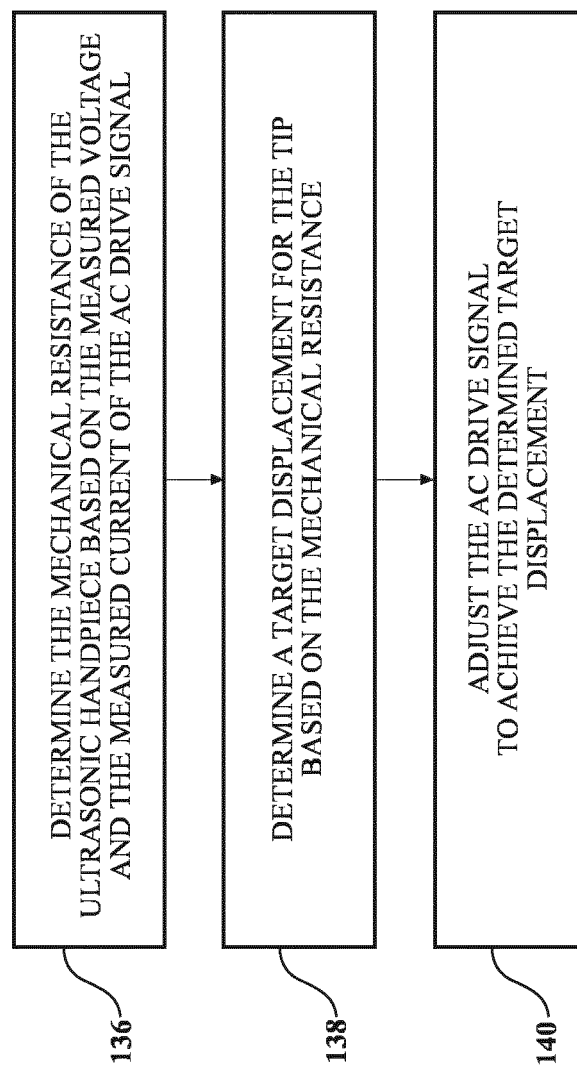 DETERMINE THE MECHANICAL RESISTANCE OF THE
ULTRASONIC HANDPIECE BASED ON THE MEASURED VOLTAGE
AND THE MEASURED CURRENT OF THE AC DRIVE SIGNAL
136
DETERMINE A TARGET DISPLACEMENT FOR THE TIP
BASED ON THE MECHANICAL RESISTANCE
138
ADJUST THE AC DRIVE SIGNAL
TO ACHIEVE THE DETERMINED TARGET
DISPLACEMENT
140